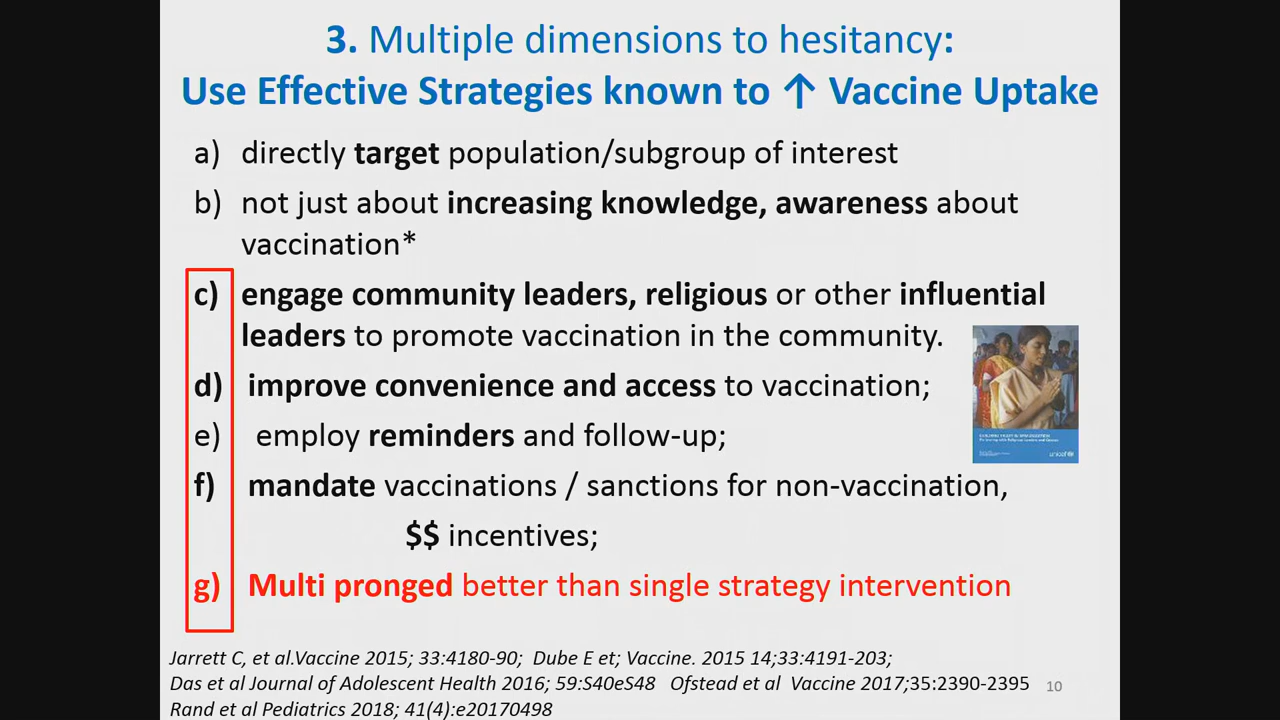 3. Multiple dimensions to hesitancy:
Use Effective Strategies known to ↑ Vaccine Uptake
a) directly target population/subgroup of interest
b) not just about increasing knowledge, awareness about
vaccination*
c) engage community leaders, religious or other influential
leaders to promote vaccination in the community.
d) improve convenience and access to vaccination;
e) employ reminders and follow-up;
f) mandate vaccinations / sanctions for non-vaccination,
$$ incentives;
g) Multi pronged better than single strategy intervention
unicef
Jarrett C, et al.Vaccine 2015; 33:4180-90; Dube E et; Vaccine. 2015 14;33:4191-203;
Das et al Journal of Adolescent Health 2016; 59:S40eS48 Ofstead et al Vaccine 2017;35:2390-2395
10
Rand et al Pediatrics 2018; 41(4):e20170498